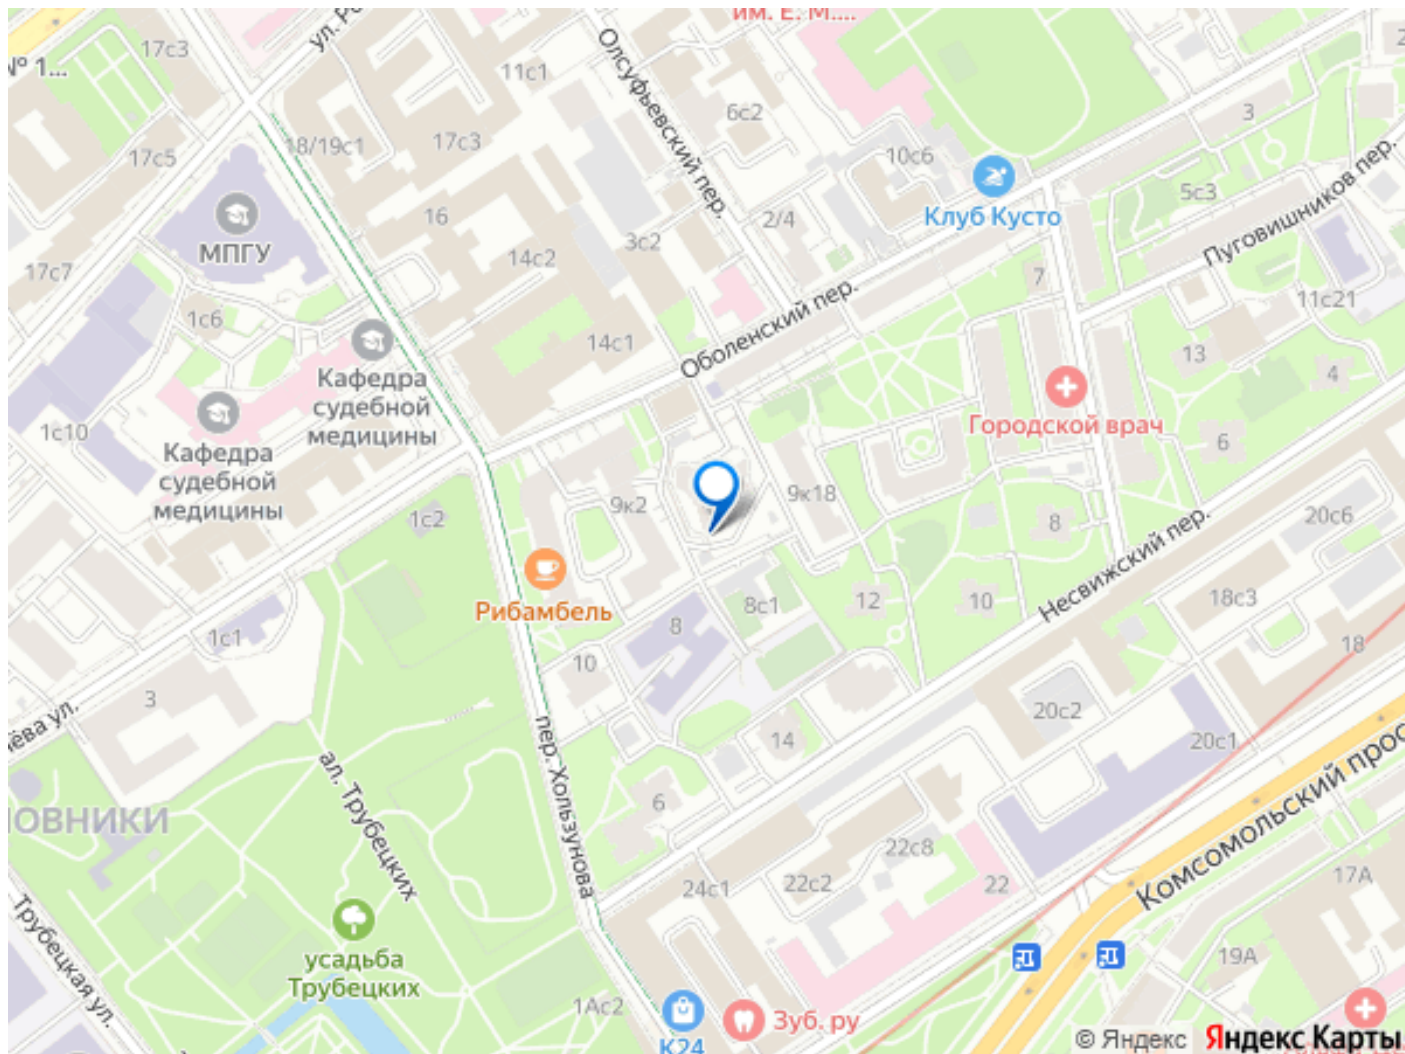 им. Е. М....
17с3
ул. Ро
№ 1...
11с1
Олсуфьевский пер.
6с2
3
17с5
18/19с1
17с3
10с6
Клуб Кусто
5с3
Пуговишников пер.
МПГУ
16
2/4
3с2
14с2
17с7
7
11с21
1с6
Оболенский пер.
14с1
13
4
Кафедра
судебной
медицины
Городской врач
1с10
6
Кафедра
судебной
медицины
9к2
9к18
1с2
8
20с6
Несвижский пер.
Рибамбель
8с1
12
10
18с3
1с1
8
18
10
3
20с2
ёва ул.
пер. Хользунова
14
20с1
ал. Трубецких
6
ОВНИКИ
Комсомольский прос
22с8
24с1
22с2
22
17А
Трубецкая ул.
усадьба
Трубецких
19А
1Ас2
К24
Зуб. ру
© Яндекс Яндекс Карты